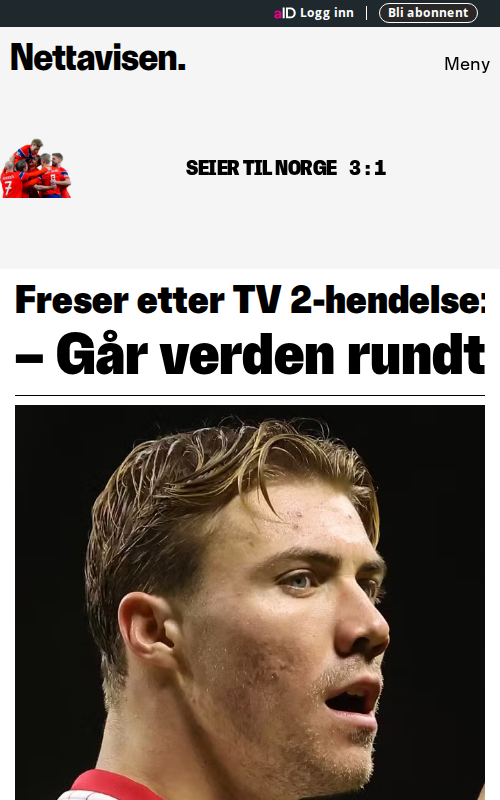 aID Logg inn
Bli abonnent
Nettavisen.
Meny
7
SEIER TIL NORGE 3 : 1
Freser etter TV 2-hendelse:
– Går verden rundt